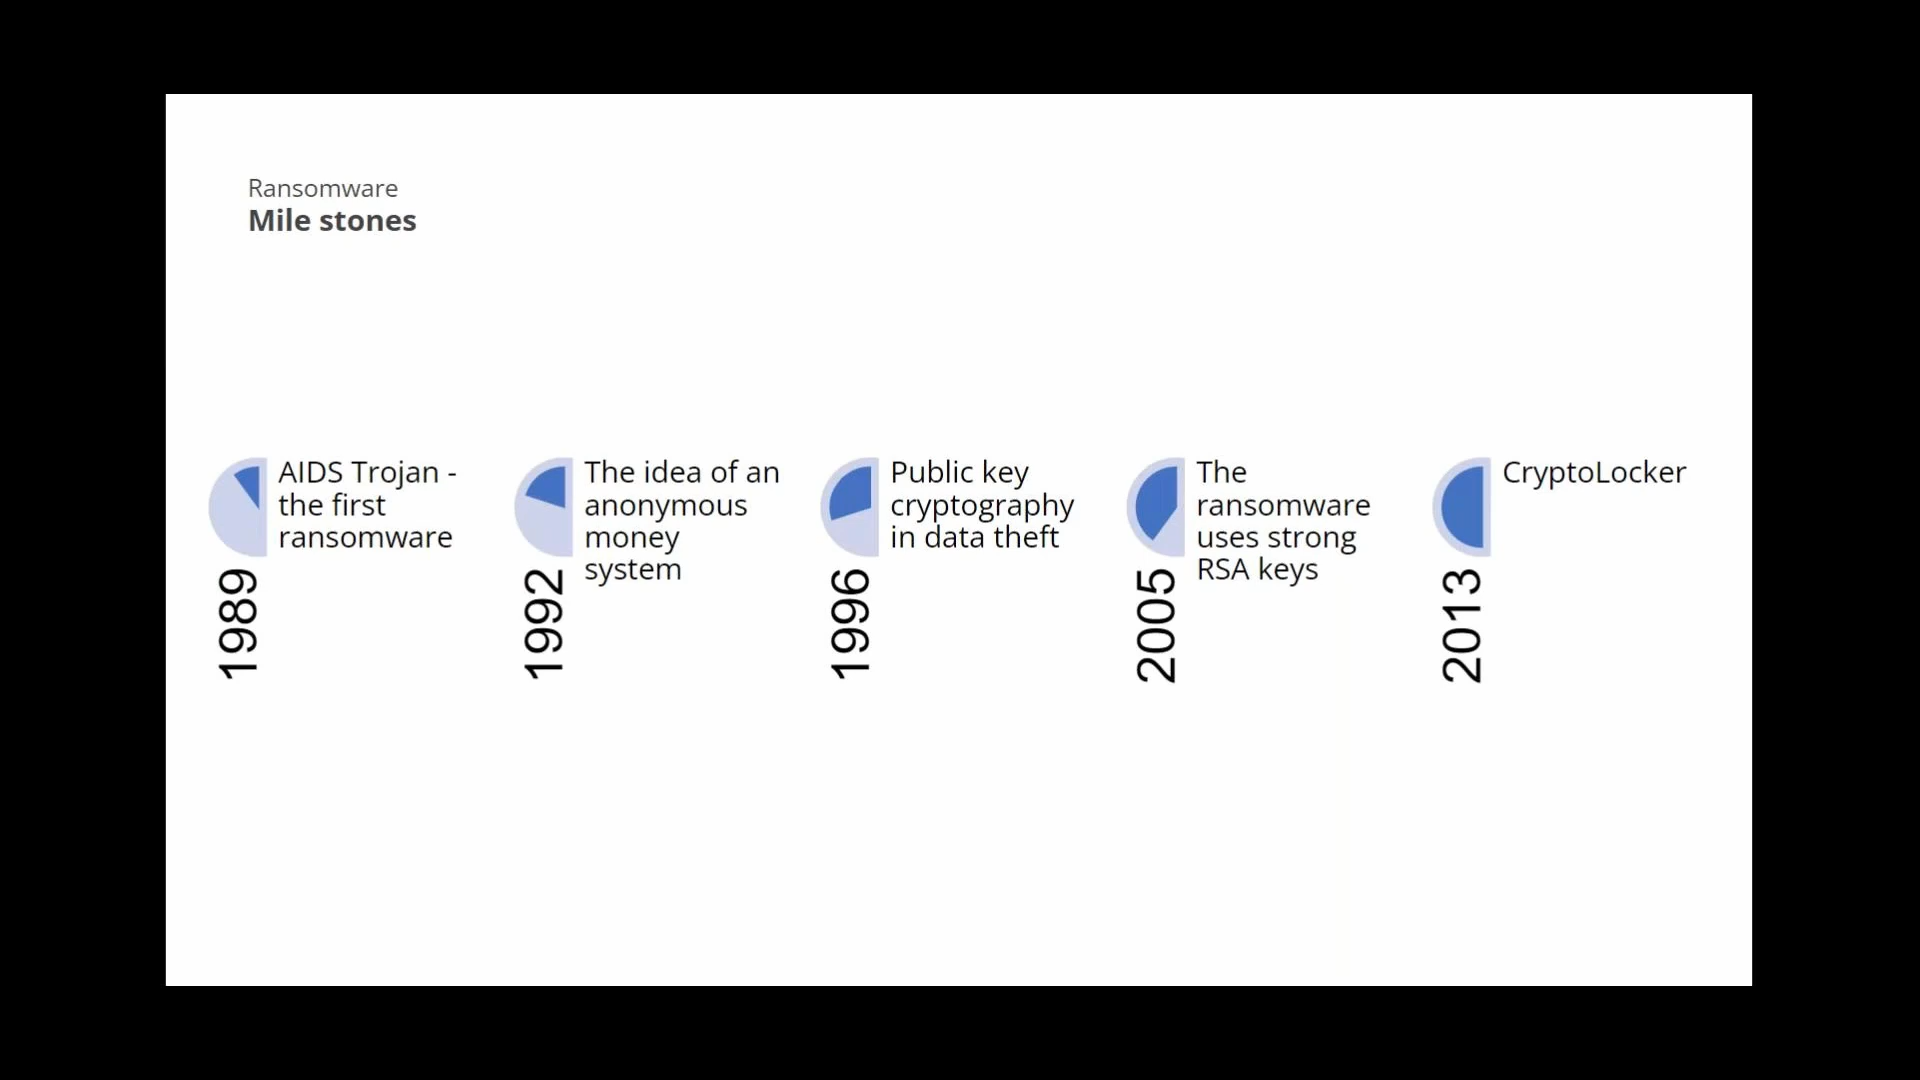 Ransomware
Mile stones
AIDS Trojan -
the first
ransomware
1989
The idea of an
anonymous
money
system
1992
Public key
cryptography
in data theft
1996
The
ransomware
uses strong
RSA keys
2005
CryptoLocker
2013